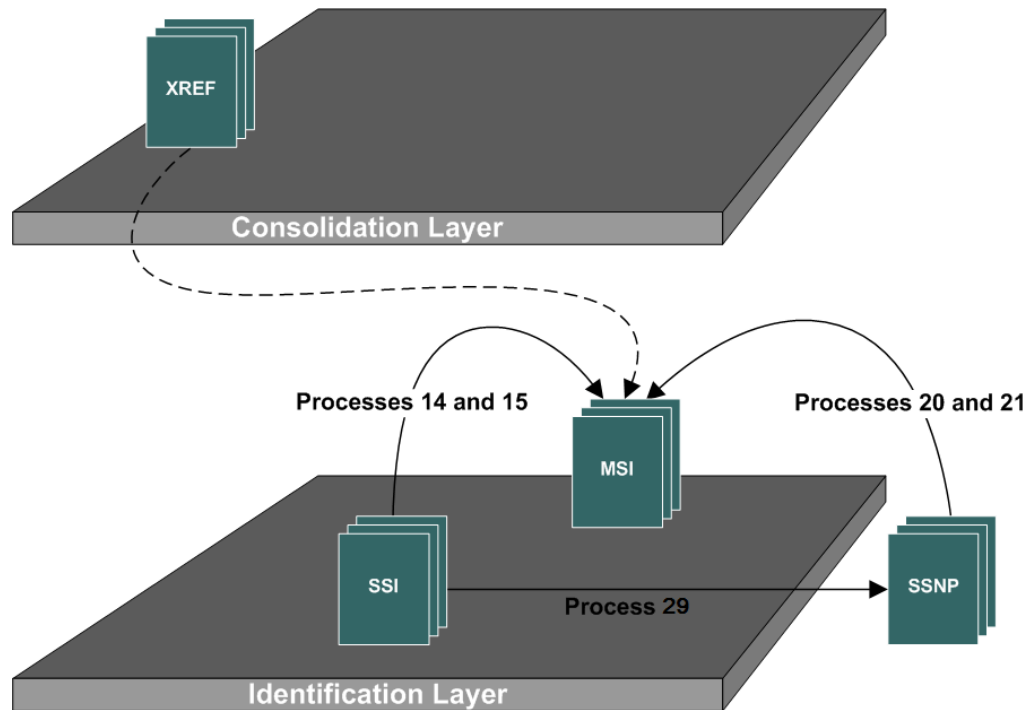 XREF
Consolidation Layer
Processes 14 and 15
Processes 20 and 21
MSI
SSI
SSNP
Process 29
Identification Layer